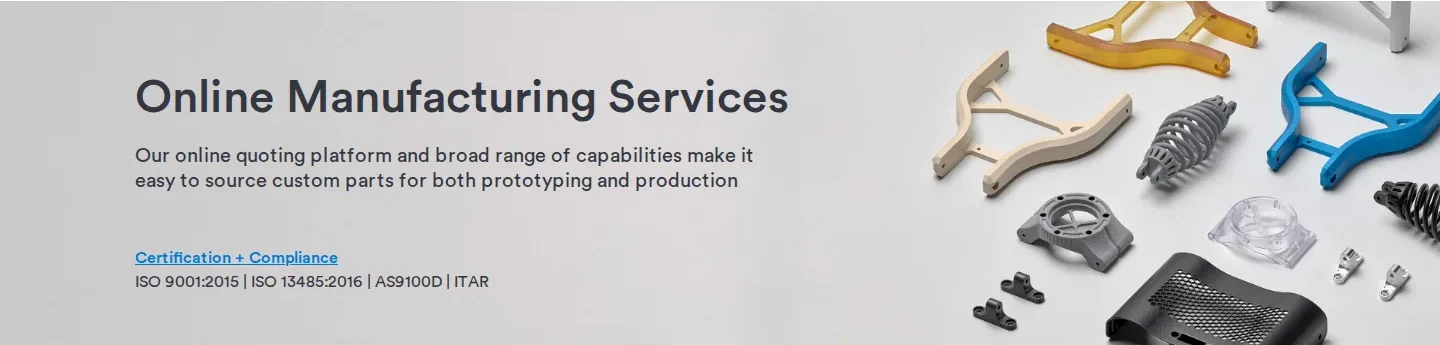 Online Manufacturing Services
Our online quoting platform and broad range of capabilities make it
easy to source custom parts for both prototyping and production
Certification + Compliance
ISO 9001:2015 | ISO 13485:2016 | AS9100D | ITAR